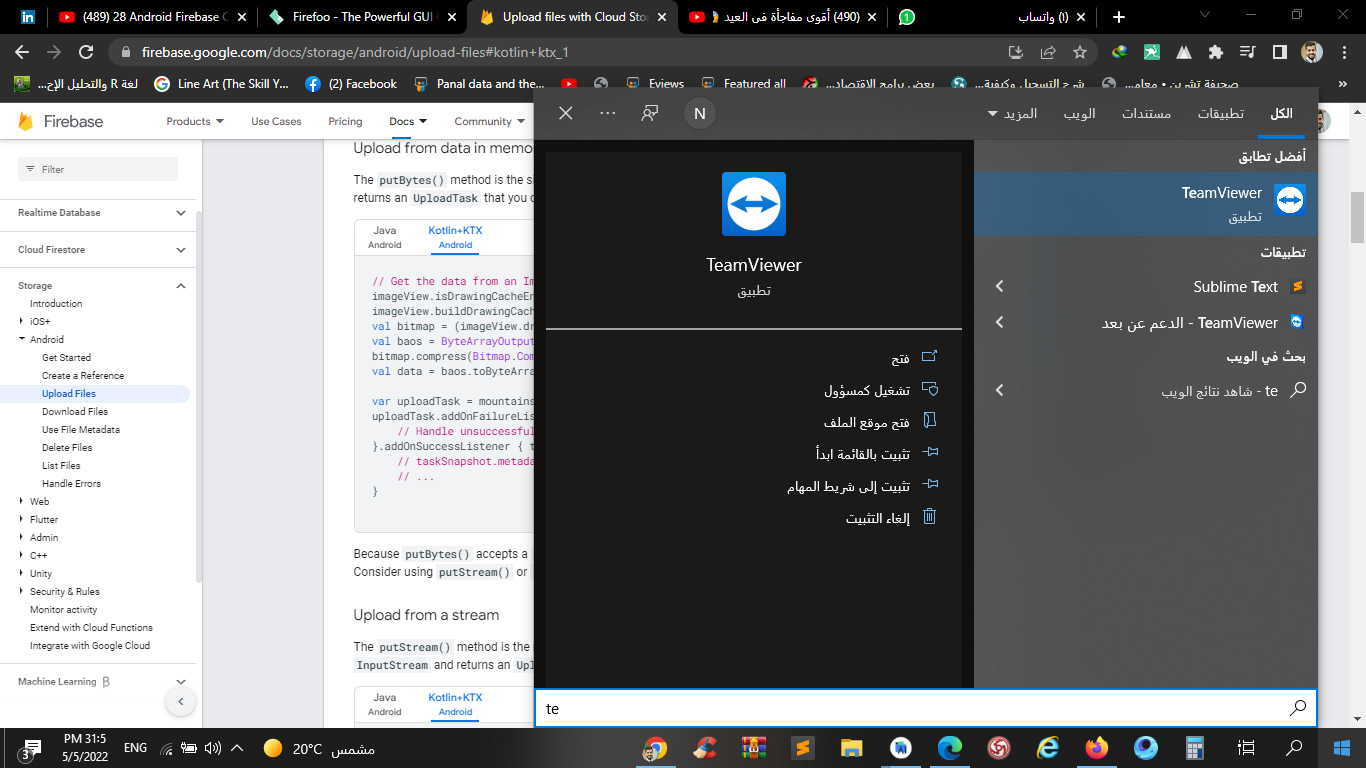 (489) 28 Android Firebase C
Firefoo - The Powerful GUI C
Upload files with Cloud Stor
(490) أقوى مفاجأة فى العيد
(١) واتساب
firebase.google.com/docs/storage/android/upload-files#kotlin+ktx_1
لغة R والتحليل الإح...
Line Art (The Skill Y...
(2) Facebook
Panal data and the...
Eviews
Featured all
بعض برامج الاقتصاد...
شرح التسجيل وكيفية...
صحيفة تشرين • معلم...
»
Firebase
Products
Use Cases
Pricing
Docs
Community
Filter
Realtime Database
Cloud Firestore
Storage
Introduction
iOS+
Android
Get Started
Create a Reference
Upload Files
Download Files
Use File Metadata
Delete Files
List Files
Handle Errors
Web
Flutter
Admin
C++
Unity
Security & Rules
Monitor activity
Extend with Cloud Functions
Integrate with Google Cloud
Machine Learning β
Upload from data in memo
The putBytes() method is the si
returns an UploadTask that you c
Java
Android
Kotlin+KTX
Android
// Get the data from an Im
imageView.isDrawingCacheEn
imageView.buildDrawingCach
val bitmap = (imageView.dr
val baos = ByteArrayOutput
bitmap.compress(Bitmap.Com
val data = baos.toByteArra
var uploadTask = mountains
uploadTask.addOnFailureLis
// Handle unsuccessful
}.addOnSuccessListener { t
// taskSnapshot.metada
// ...
}
Because putBytes() accepts a
Consider using putStream() or
Upload from a stream
The putStream() method is the
InputStream and returns an Upl
Java
Android
Kotlin+KTX
Android
N
الكل
تطبيقات
مستندات
الويب
المزيد
TeamViewer
تطبيق
فتح
تشغيل كمسؤول
فتح موقع الملف
تثبيت بالقائمة ابدأ
تثبيت إلى شريط المهام
إلغاء التثبيت
أفضل تطابق
TeamViewer
تطبيق
تطبيقات
Sublime Text
TeamViewer - الدعم عن بعد
بحث في الويب
te - شاهد نتائج الويب
te
3
PM 31:5
5/5/2022
ENG
20°C
مشمس